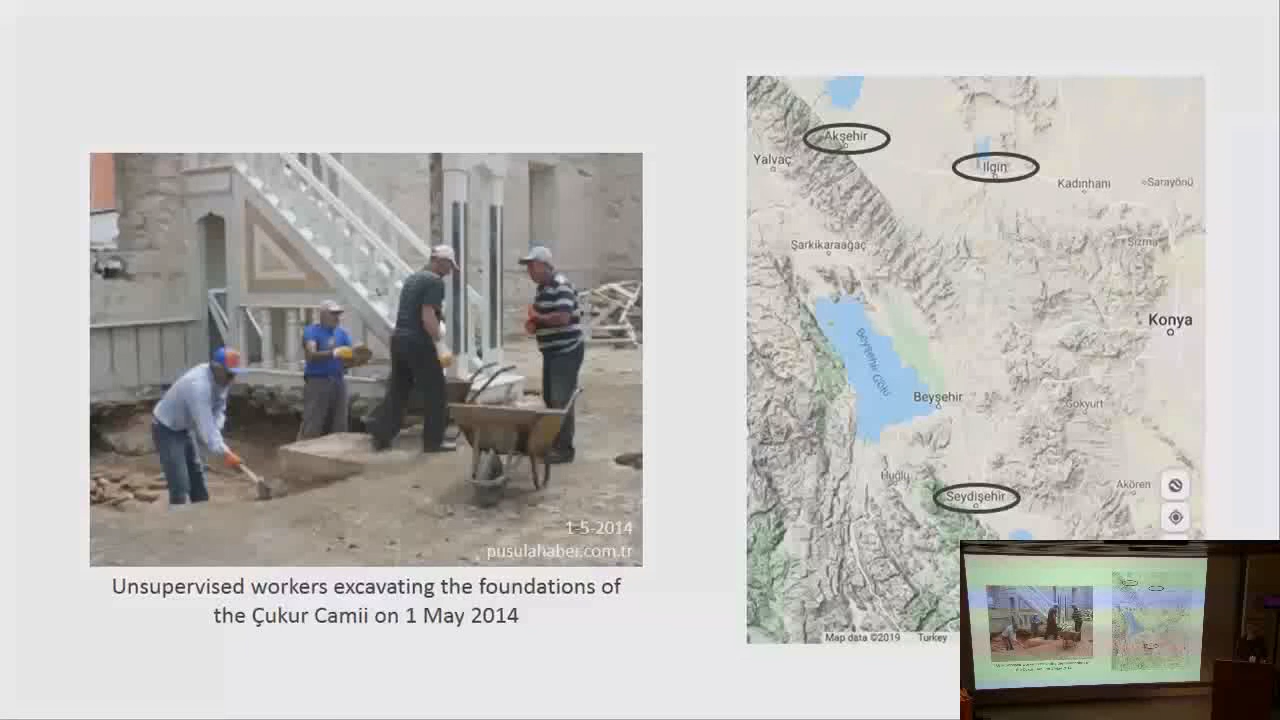 1-5-2014
pusulahaber.com.tr
Unsupervised workers excavating the foundations of
the Çukur Camii on 1 May 2014
Akşehir
Yalvaç
Ilgın
Kadınhanı
Sarayönü
Şarkikaraağaç
Sızma
Konya
Beyşehir Gölü
Beyşehir
Gökyurt
Huğlu
Akören
Seydişehir
Map data ©2019 Turkey